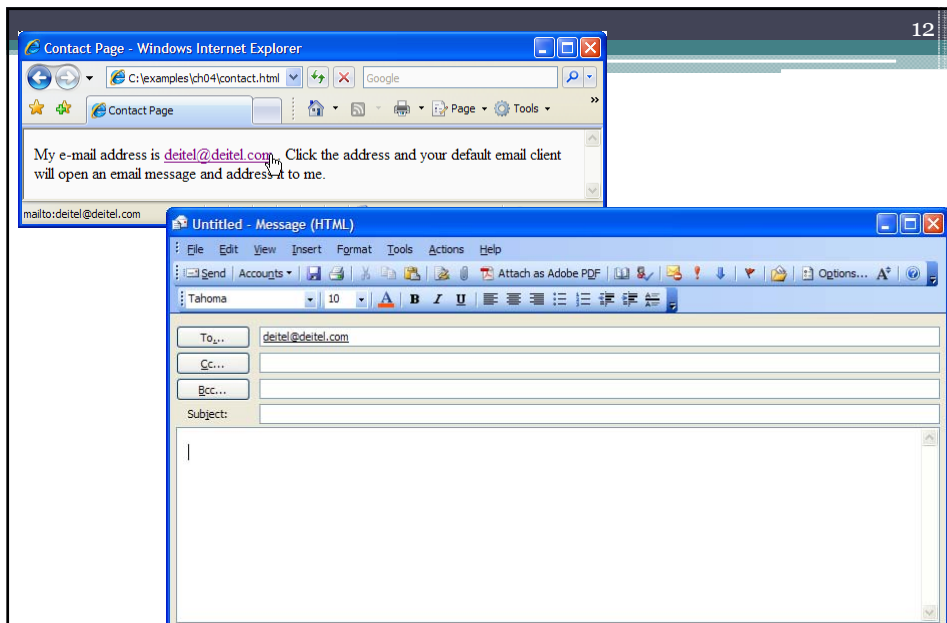 12
Contact Page - Windows Internet Explorer
C:\examples\ch04\contact.html
Google
Contact Page
Page
Tools
»
My e-mail address is deitel@deitel.com. Click the address and your default email client
will open an email message and address it to me.
mailto:deitel@deitel.com
Untitled - Message (HTML)
File Edit View Insert Format Tools Actions Help
Send Accounts Attach as Adobe PDF Options...
Tahoma 10 A B I U
To... deitel@deitel.com
Cc...
Bcc...
Subject: